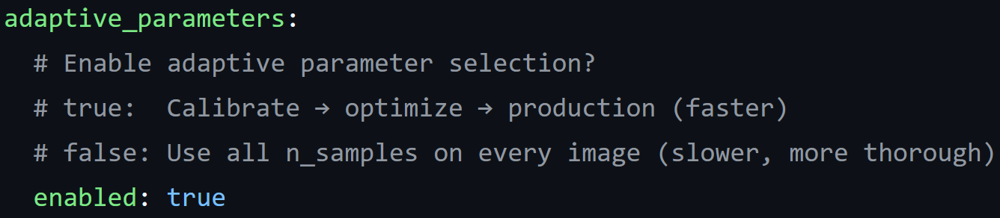 adaptive_parameters:
  # Enable adaptive parameter selection?
  # true:  Calibrate → optimize → production (faster)
  # false: Use all n_samples on every image (slower, more thorough)
  enabled: true